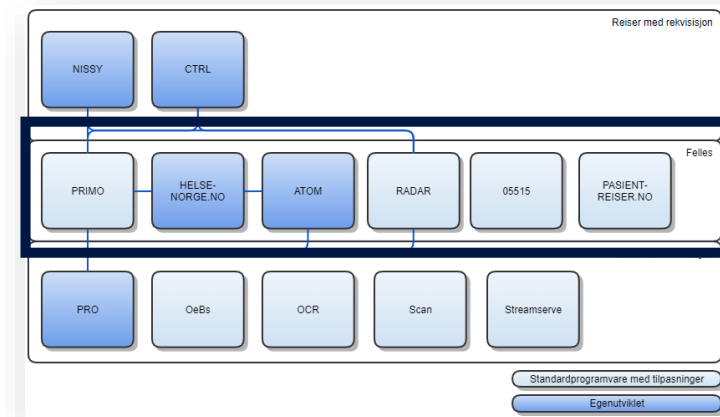 Reiser med rekvisisjon
NISSY
CTRL
Felles
PRIMO
HELSE-
NORGE.NO
ATOM
RADAR
05515
PASIENT-
REISER.NO
PRO
OeBs
OCR
Scan
Streamserve
Standardprogramvare med tilpasninger
Egenutviklet